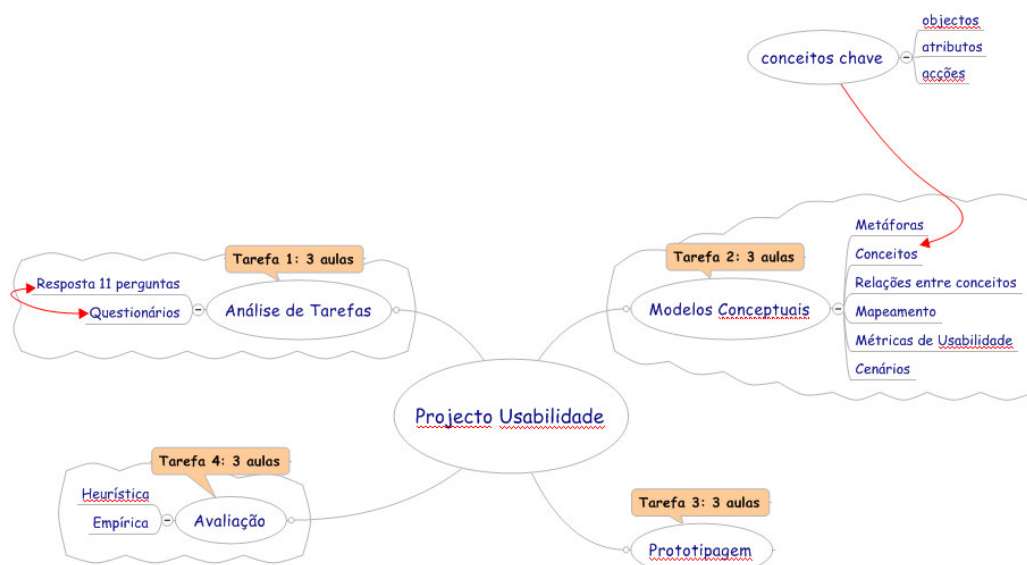 objectos
conceitos chave
atributos
acções
Metáforas
Tarefa 1: 3 aulas
Tarefa 2: 3 aulas
Conceitos
Resposta 11 perguntas
Relações entre conceitos
Questionários
Análise de Tarefas
Modelos Conceptuais
Mapeamento
Métricas de Usabilidade
Cenários
Projecto Usabilidade
Tarefa 4: 3 aulas
Heurística
Empírica
Avaliação
Tarefa 3: 3 aulas
Prototipagem